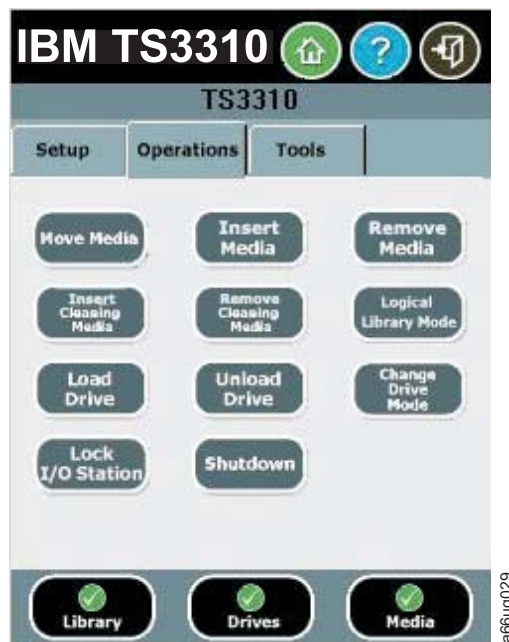 IBM TS3310
?
TS3310
Setup Operations Tools
Move Media
Insert
Media
Remove
Media
Insert
Cleaning
Media
Remove
Cleaning
Media
Logical
Library Mode
Load
Drive
Unload
Drive
Change
Drive
Mode
Lock
I/O Station
Shutdown
Library
Drives
Media
a66ug029